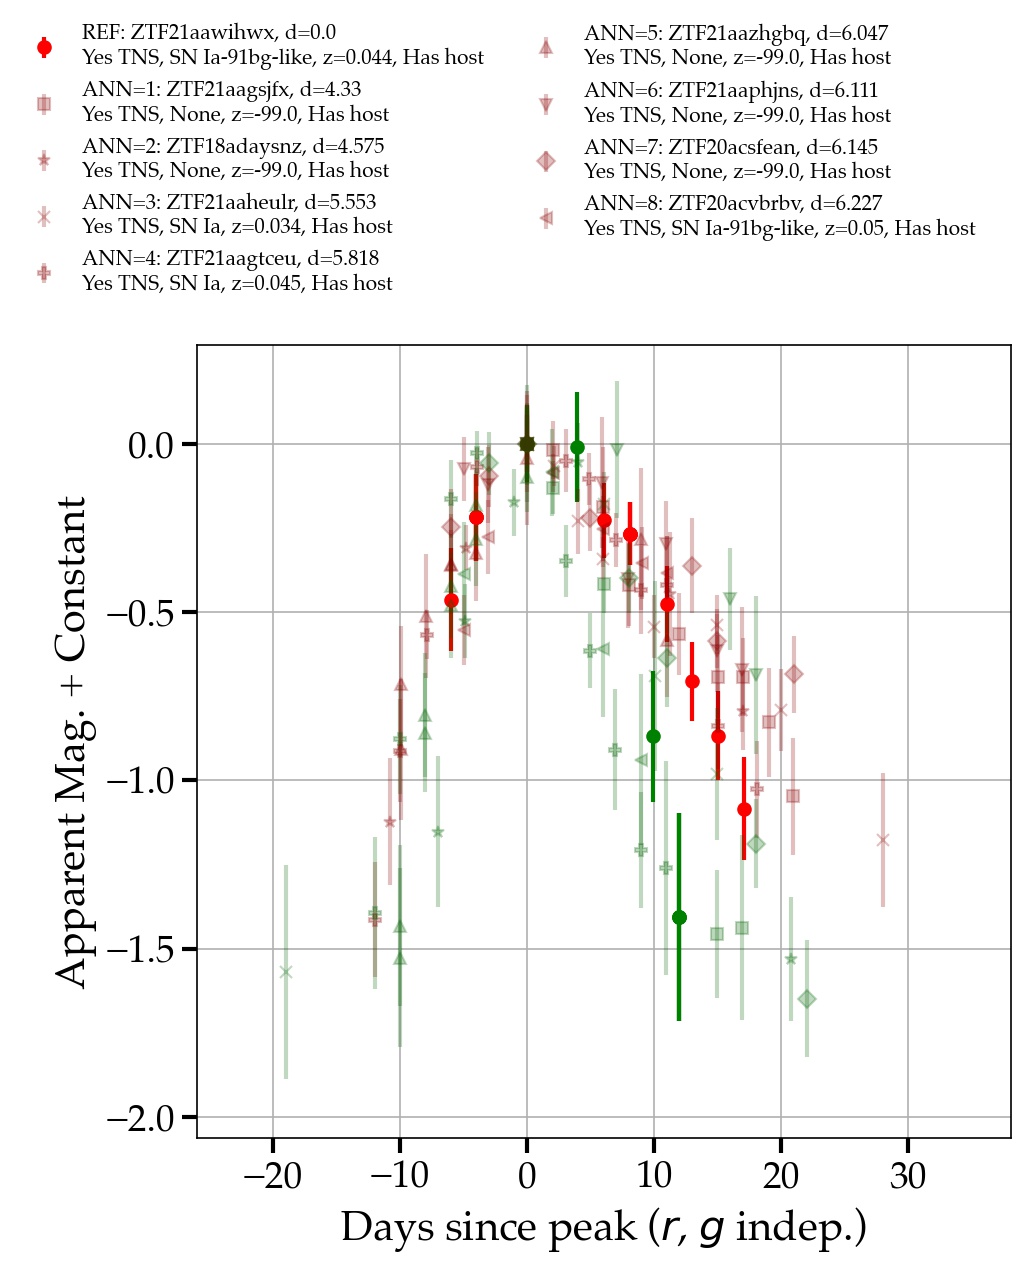 REF: ZTF21aawihwx, d=0.0
Yes TNS, SN Ia-91bg-like, z=0.044, Has host
ANN=1: ZTF21aagsjfx, d=4.33
Yes TNS, None, z=-99.0, Has host
ANN=2: ZTF18adaysnz, d=4.575
Yes TNS, None, z=-99.0, Has host
ANN=3: ZTF21aaheulr, d=5.553
Yes TNS, SN Ia, z=0.034, Has host
ANN=4: ZTF21aagtceu, d=5.818
Yes TNS, SN Ia, z=0.045, Has host
ANN=5: ZTF21aazhgbq, d=6.047
Yes TNS, None, z=-99.0, Has host
ANN=6: ZTF21aaphjns, d=6.111
Yes TNS, None, z=-99.0, Has host
ANN=7: ZTF20acsfean, d=6.145
Yes TNS, None, z=-99.0, Has host
ANN=8: ZTF20acvbrbv, d=6.227
Yes TNS, SN Ia-91bg-like, z=0.05, Has host
Apparent Mag. + Constant
0.0
−0.5
−1.0
−1.5
−2.0
−20 −10 0 10 20 30
Days since peak (r, g indep.)